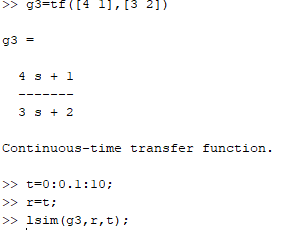 >> g3=tf([4 1],[3 2])
g3 =
4 s + 1
-------
3 s + 2
Continuous-time transfer function.
>> t=0:0.1:10;
>> r=t;
>> lsim(g3,r,t);